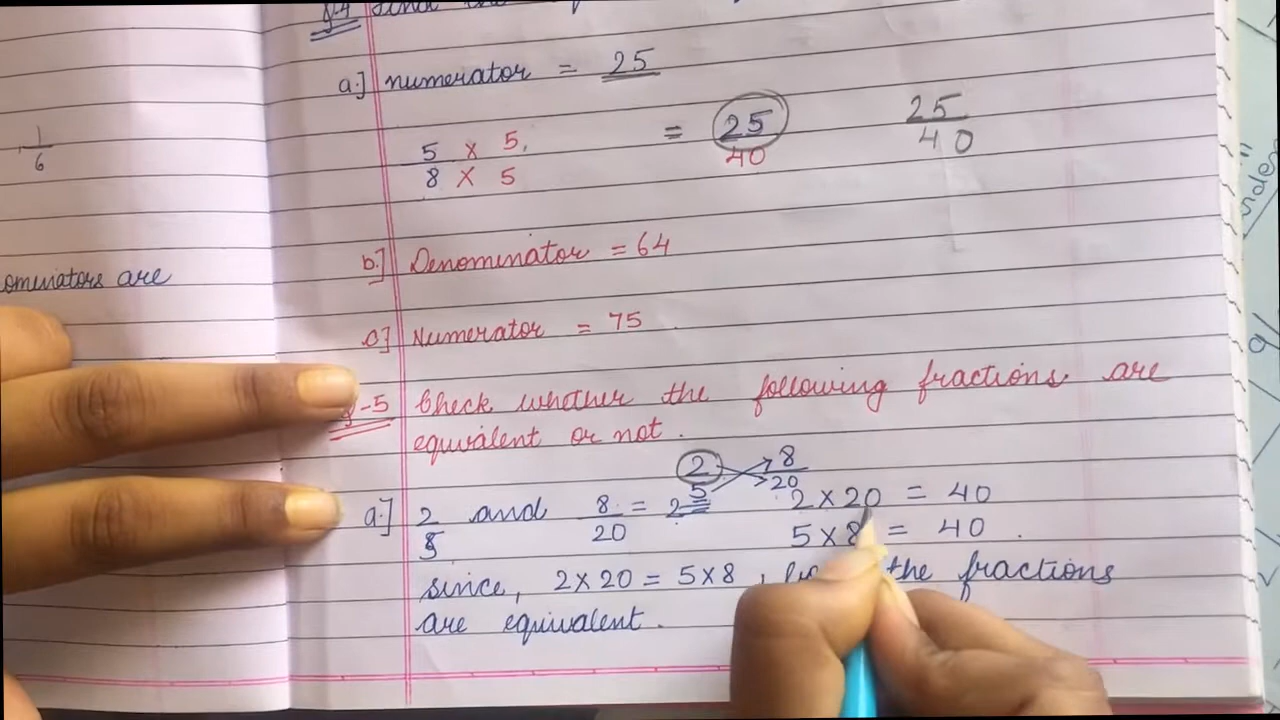 1
6
ominators are
a.] numerator = 25
5 × 5 = 25 25
8 × 5 40 40
b.] Denominator = 64
c.] Numerator = 75
Q-5 Check whether the following fractions are
equivalent or not.
2 8
5 20
a.] 2 and 8 = 2 2 × 20 = 40
5 20 5 × 8 = 40
since, 2 × 20 = 5 × 8, the fractions
are equivalent.